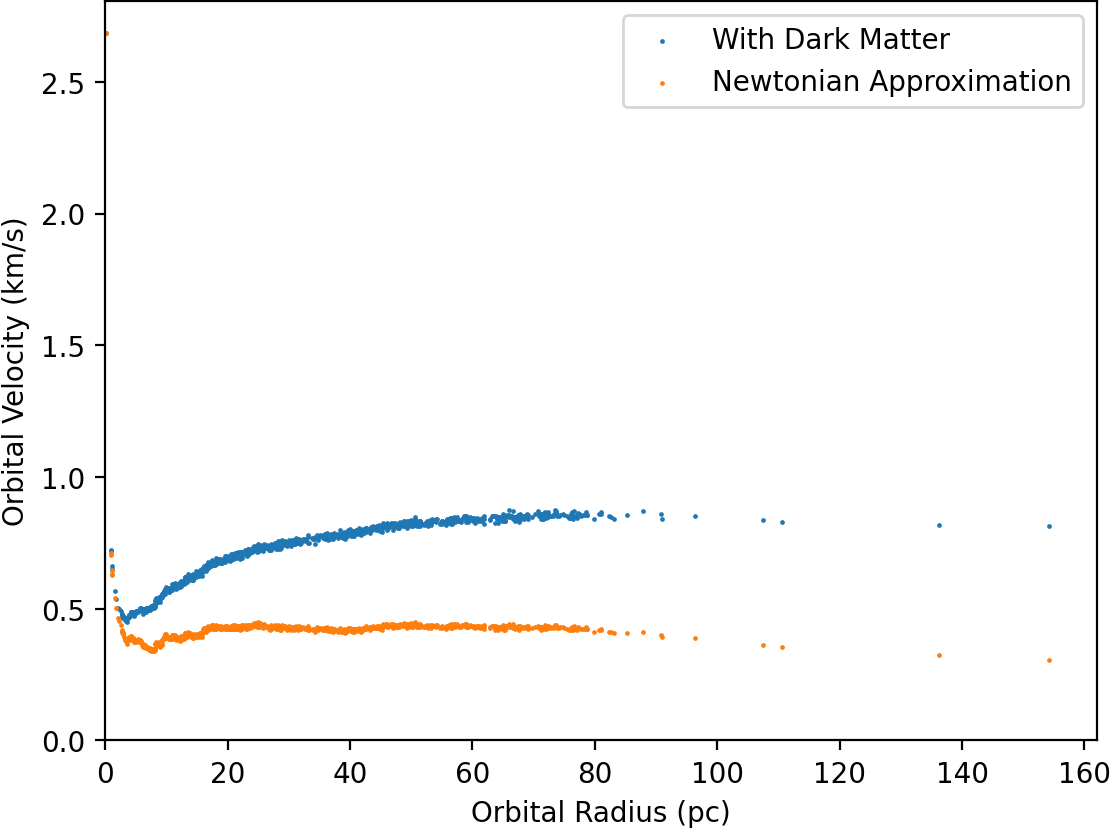 With Dark Matter
Newtonian Approximation
Orbital Velocity (km/s)
2.5
2.0
1.5
1.0
0.5
0.0
0 20 40 60 80 100 120 140 160
Orbital Radius (pc)